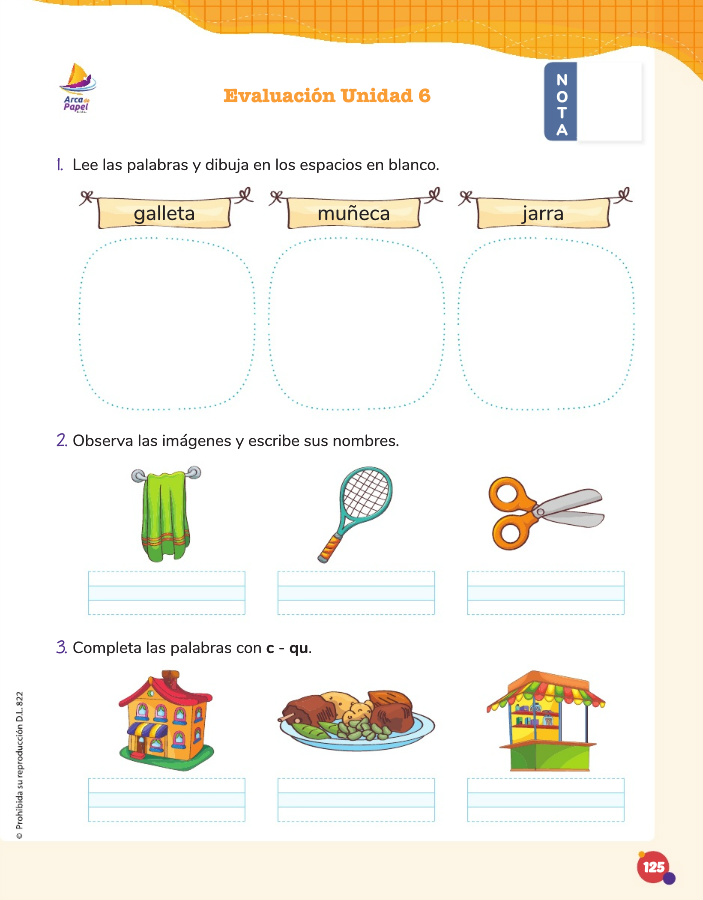 Arca de
Papel
Evaluación Unidad 6
NOTA
1. Lee las palabras y dibuja en los espacios en blanco.
galleta muñeca jarra
2. Observa las imágenes y escribe sus nombres.
3. Completa las palabras con c - qu.
© Prohibida su reproducción D.L. 822
125